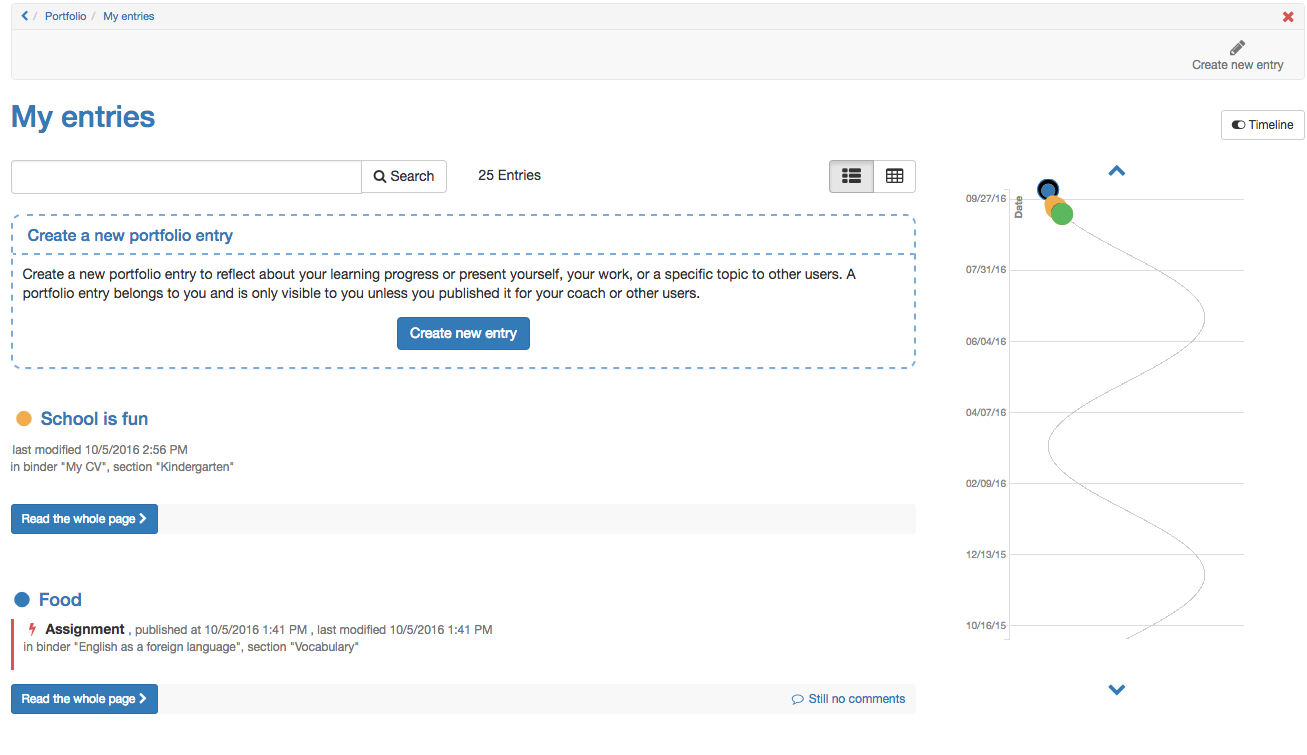 / Portfolio / My entries
Create new entry
My entries
Timeline
Search
25 Entries
Create a new portfolio entry
Create a new portfolio entry to reflect about your learning progress or present yourself, your work, or a specific topic to other users. A
portfolio entry belongs to you and is only visible to you unless you published it for your coach or other users.
Create new entry
School is fun
last modified 10/5/2016 2:56 PM
in binder "My CV", section "Kindergarten"
Read the whole page
Food
Assignment , published at 10/5/2016 1:41 PM , last modified 10/5/2016 1:41 PM
in binder "English as a foreign language", section "Vocabulary"
Read the whole page
Still no comments
Date
09/27/16
07/31/16
06/04/16
04/07/16
02/09/16
12/13/15
10/16/15